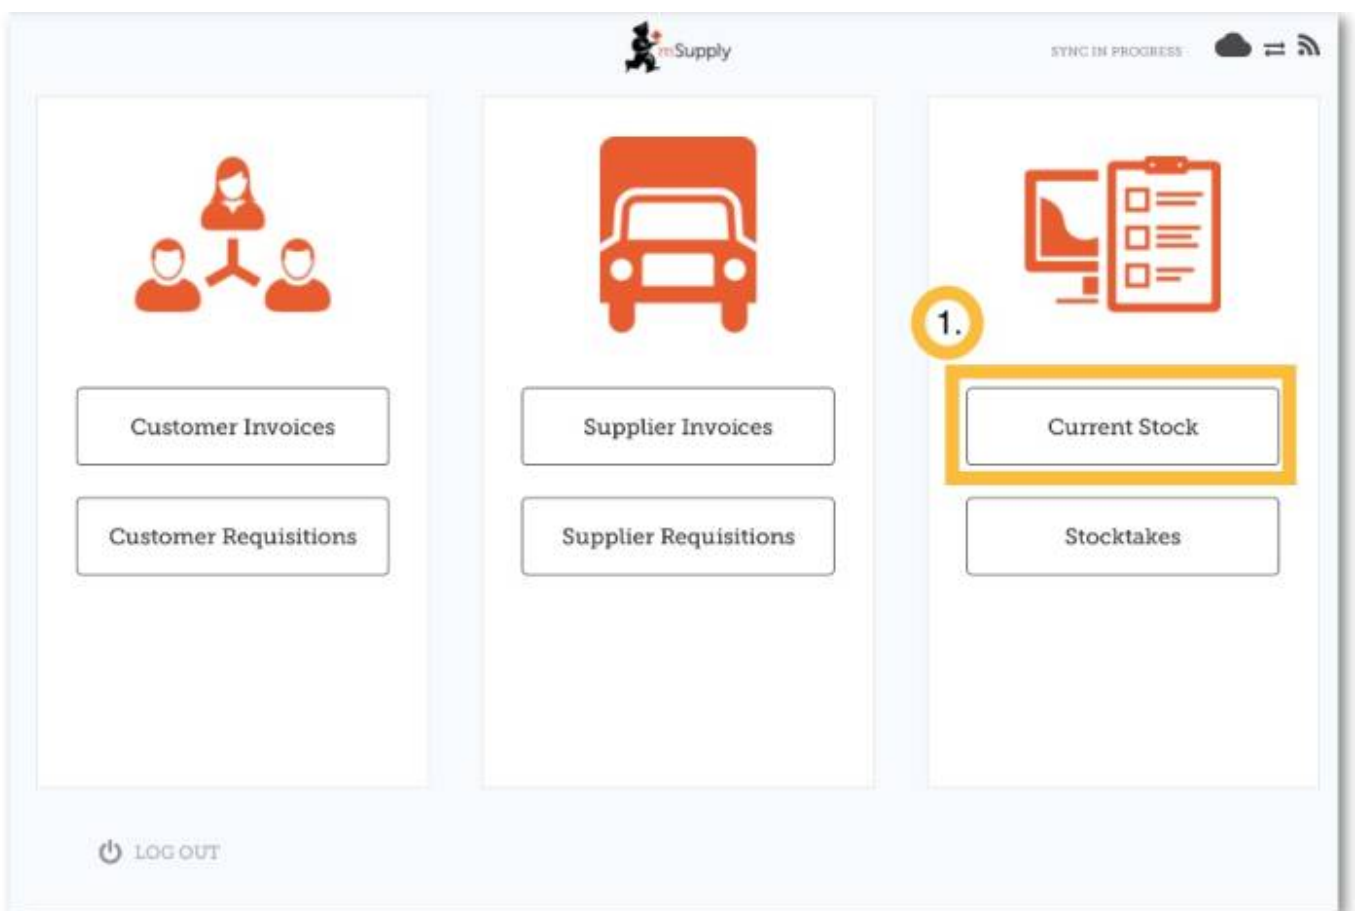 mSupply
SYNC IN PROGRESS
1.
Customer Invoices
Supplier Invoices
Current Stock
Customer Requisitions
Supplier Requisitions
Stocktakes
LOG OUT